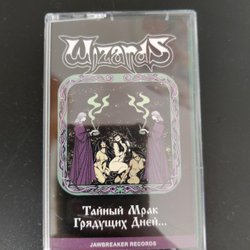 Wizards
Тайный Мрак
Грядущих Дней...
JAWBREAKER RECORDS